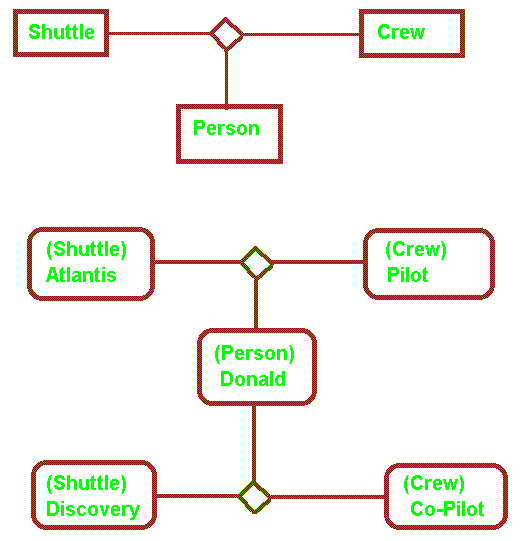 Shuttle
Crew
Person
(Shuttle)
Atlantis
(Crew)
Pilot
(Person)
Donald
(Shuttle)
Discovery
(Crew)
Co-Pilot